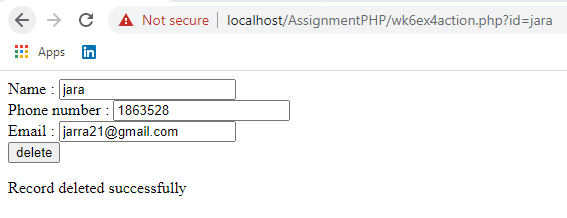 Not secure | localhost/AssignmentPHP/wk6ex4action.php?id=jara
Apps
Name : jara
Phone number : 1863528
Email : jarra21@gmail.com
delete
Record deleted successfully